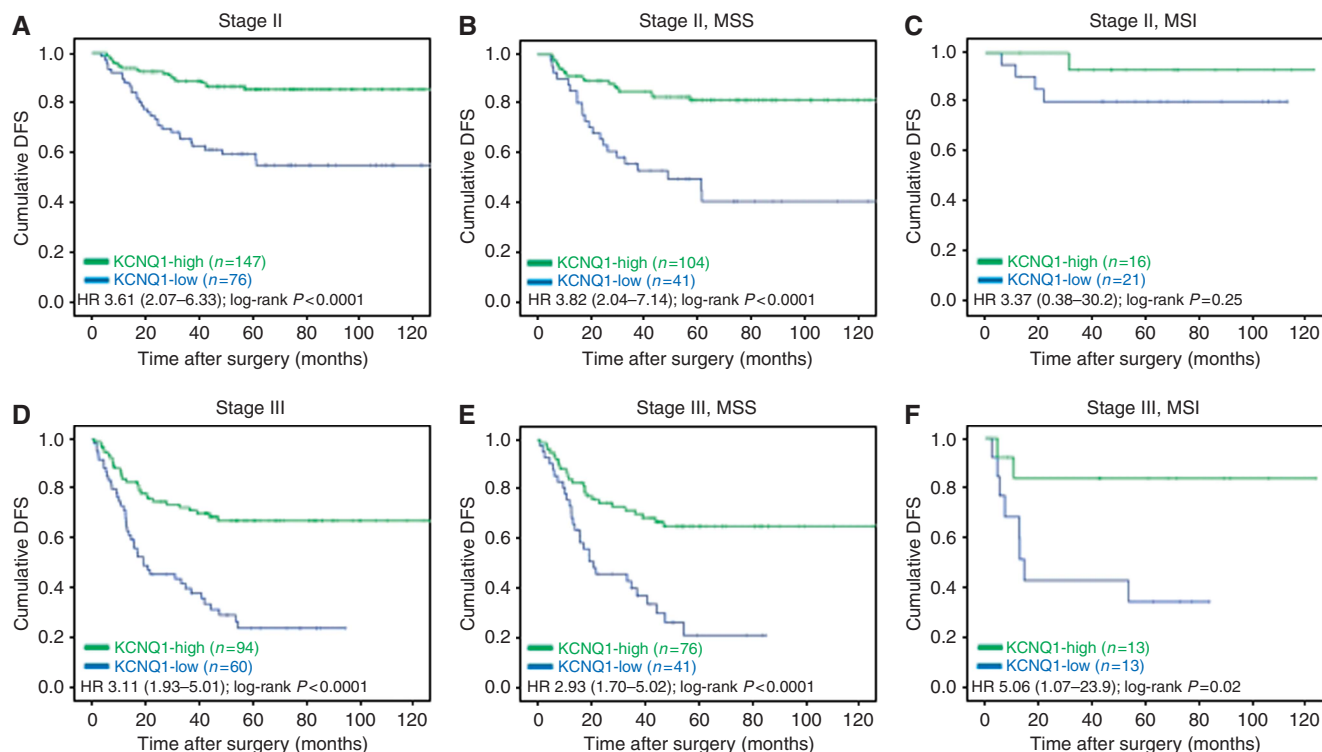 A
Stage II
Cumulative DFS
1.0
0.8
0.6
0.4
0.2
0.0
KCNQ1-high (n=147)
KCNQ1-low (n=76)
HR 3.61 (2.07–6.33); log-rank P<0.0001
0 20 40 60 80 100 120
Time after surgery (months)
B
Stage II, MSS
Cumulative DFS
1.0
0.8
0.6
0.4
0.2
0.0
KCNQ1-high (n=104)
KCNQ1-low (n=41)
HR 3.82 (2.04–7.14); log-rank P<0.0001
0 20 40 60 80 100 120
Time after surgery (months)
C
Stage II, MSI
Cumulative DFS
1.0
0.8
0.6
0.4
0.2
0.0
KCNQ1-high (n=16)
KCNQ1-low (n=21)
HR 3.37 (0.38–30.2); log-rank P=0.25
0 20 40 60 80 100 120
Time after surgery (months)
D
Stage III
Cumulative DFS
1.0
0.8
0.6
0.4
0.2
0.0
KCNQ1-high (n=94)
KCNQ1-low (n=60)
HR 3.11 (1.93–5.01); log-rank P<0.0001
0 20 40 60 80 100 120
Time after surgery (months)
E
Stage III, MSS
Cumulative DFS
1.0
0.8
0.6
0.4
0.2
0.0
KCNQ1-high (n=76)
KCNQ1-low (n=41)
HR 2.93 (1.70–5.02); log-rank P<0.0001
0 20 40 60 80 100 120
Time after surgery (months)
F
Stage III, MSI
Cumulative DFS
1.0
0.8
0.6
0.4
0.2
0.0
KCNQ1-high (n=13)
KCNQ1-low (n=13)
HR 5.06 (1.07–23.9); log-rank P=0.02
0 20 40 60 80 100 120
Time after surgery (months)